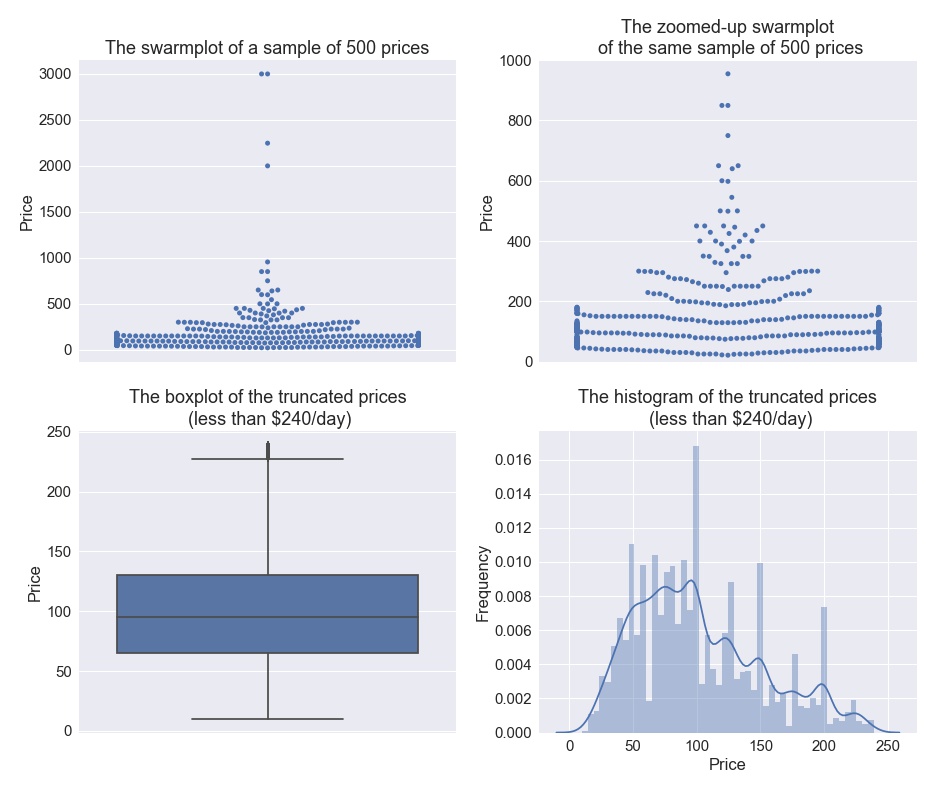 The swarmplot of a sample of 500 prices
3000
2500
2000
1500
1000
500
0
Price
The zoomed-up swarmplot
of the same sample of 500 prices
1000
800
600
400
200
0
Price
The boxplot of the truncated prices
(less than $240/day)
250
200
150
100
50
0
Price
The histogram of the truncated prices
(less than $240/day)
0.016
0.014
0.012
0.010
0.008
0.006
0.004
0.002
0.000
Frequency
0 50 100 150 200 250
Price